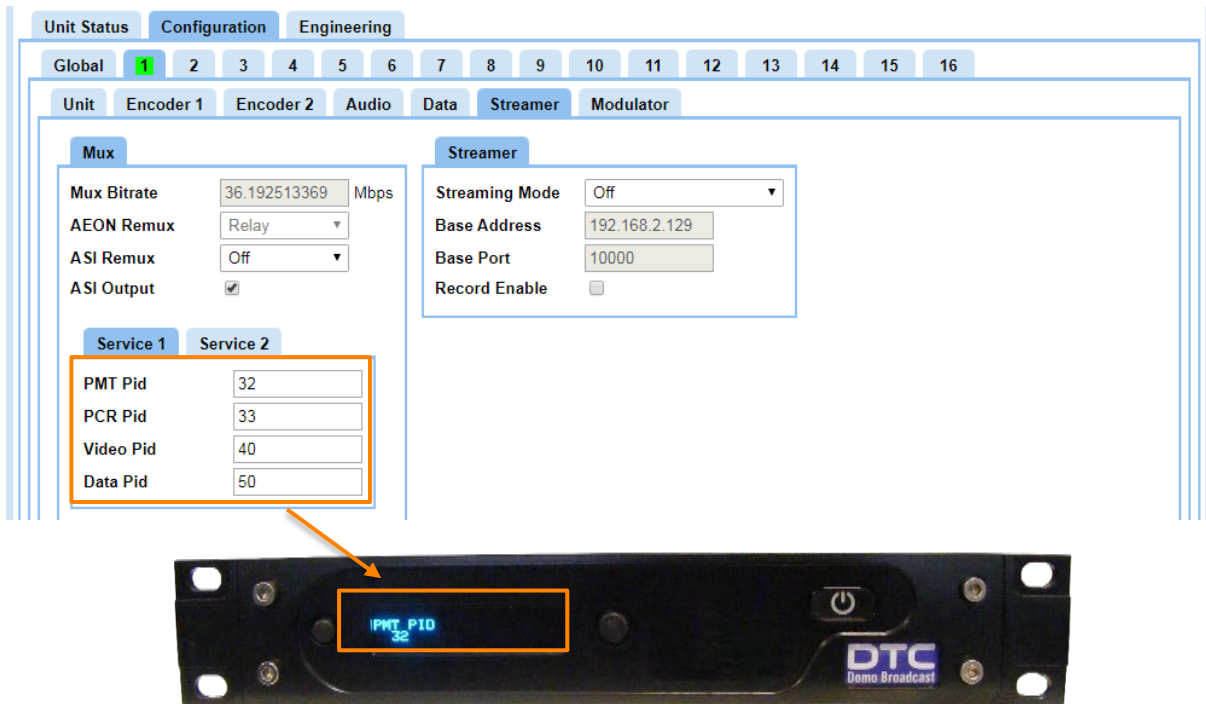 Unit Status Configuration Engineering
Global 1 2 3 4 5 6 7 8 9 10 11 12 13 14 15 16
Unit Encoder 1 Encoder 2 Audio Data Streamer Modulator
Mux
Mux Bitrate 36.192513369 Mbps
AEON Remux Relay
ASI Remux Off
ASI Output
Service 1 Service 2
PMT Pid 32
PCR Pid 33
Video Pid 40
Data Pid 50
Streamer
Streaming Mode Off
Base Address 192.168.2.129
Base Port 10000
Record Enable
PMT PID
32
DTC
Domo Broadcast